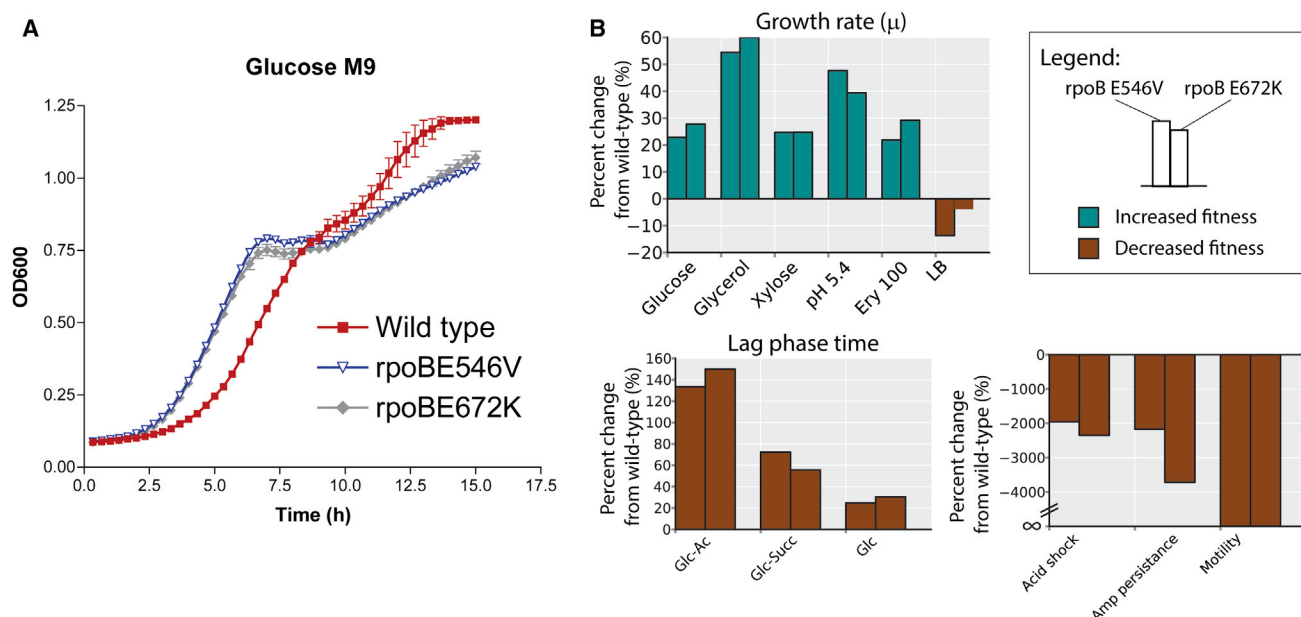 A
Glucose M9
OD600
1.25
1.00
0.75
0.50
0.25
0.00
0.0
2.5
5.0
7.5
10.0
12.5
15.0
17.5
Time (h)
Wild type
rpoBE546V
rpoBE672K
B
Growth rate (μ)
Percent change
from wild-type (%)
60
50
40
30
20
10
0
−10
−20
Glucose
Glycerol
Xylose
pH 5.4
Ery 100
LB
Legend:
rpoB E546V
rpoB E672K
Increased fitness
Decreased fitness
Lag phase time
Percent change
from wild-type (%)
160
140
120
100
80
60
40
20
0
Glc-Ac
Glc-Succ
Glc
Percent change
from wild-type (%)
0
−1000
−2000
−3000
−4000
∞
Acid shock
Amp persistance
Motility